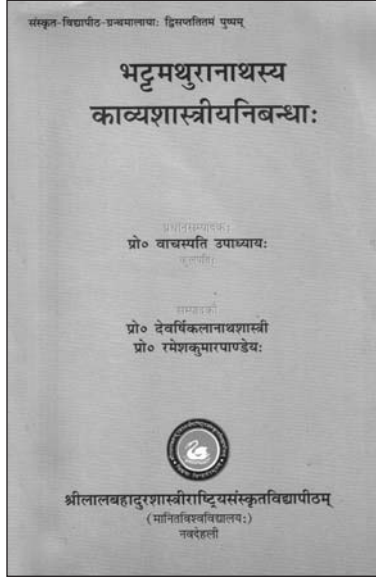 संस्कृत-विद्यापीठ-ग्रन्थमालायाः द्विसप्ततितमं पुष्पम्
भट्टमथुरानाथस्य
काव्यशास्त्रीयनिबन्धाः
प्रधानसम्पादकः
प्रो० वाचस्पति उपाध्यायः
कुलपतिः
सम्पादकौ
प्रो० देवर्षिकलानाथशास्त्री
प्रो० रमेशकुमारपाण्डेयः
श्रीलालबहादुरशास्त्रीराष्ट्रियसंस्कृतविद्यापीठम्
(मानितविश्वविद्यालयः)
नवदेहली